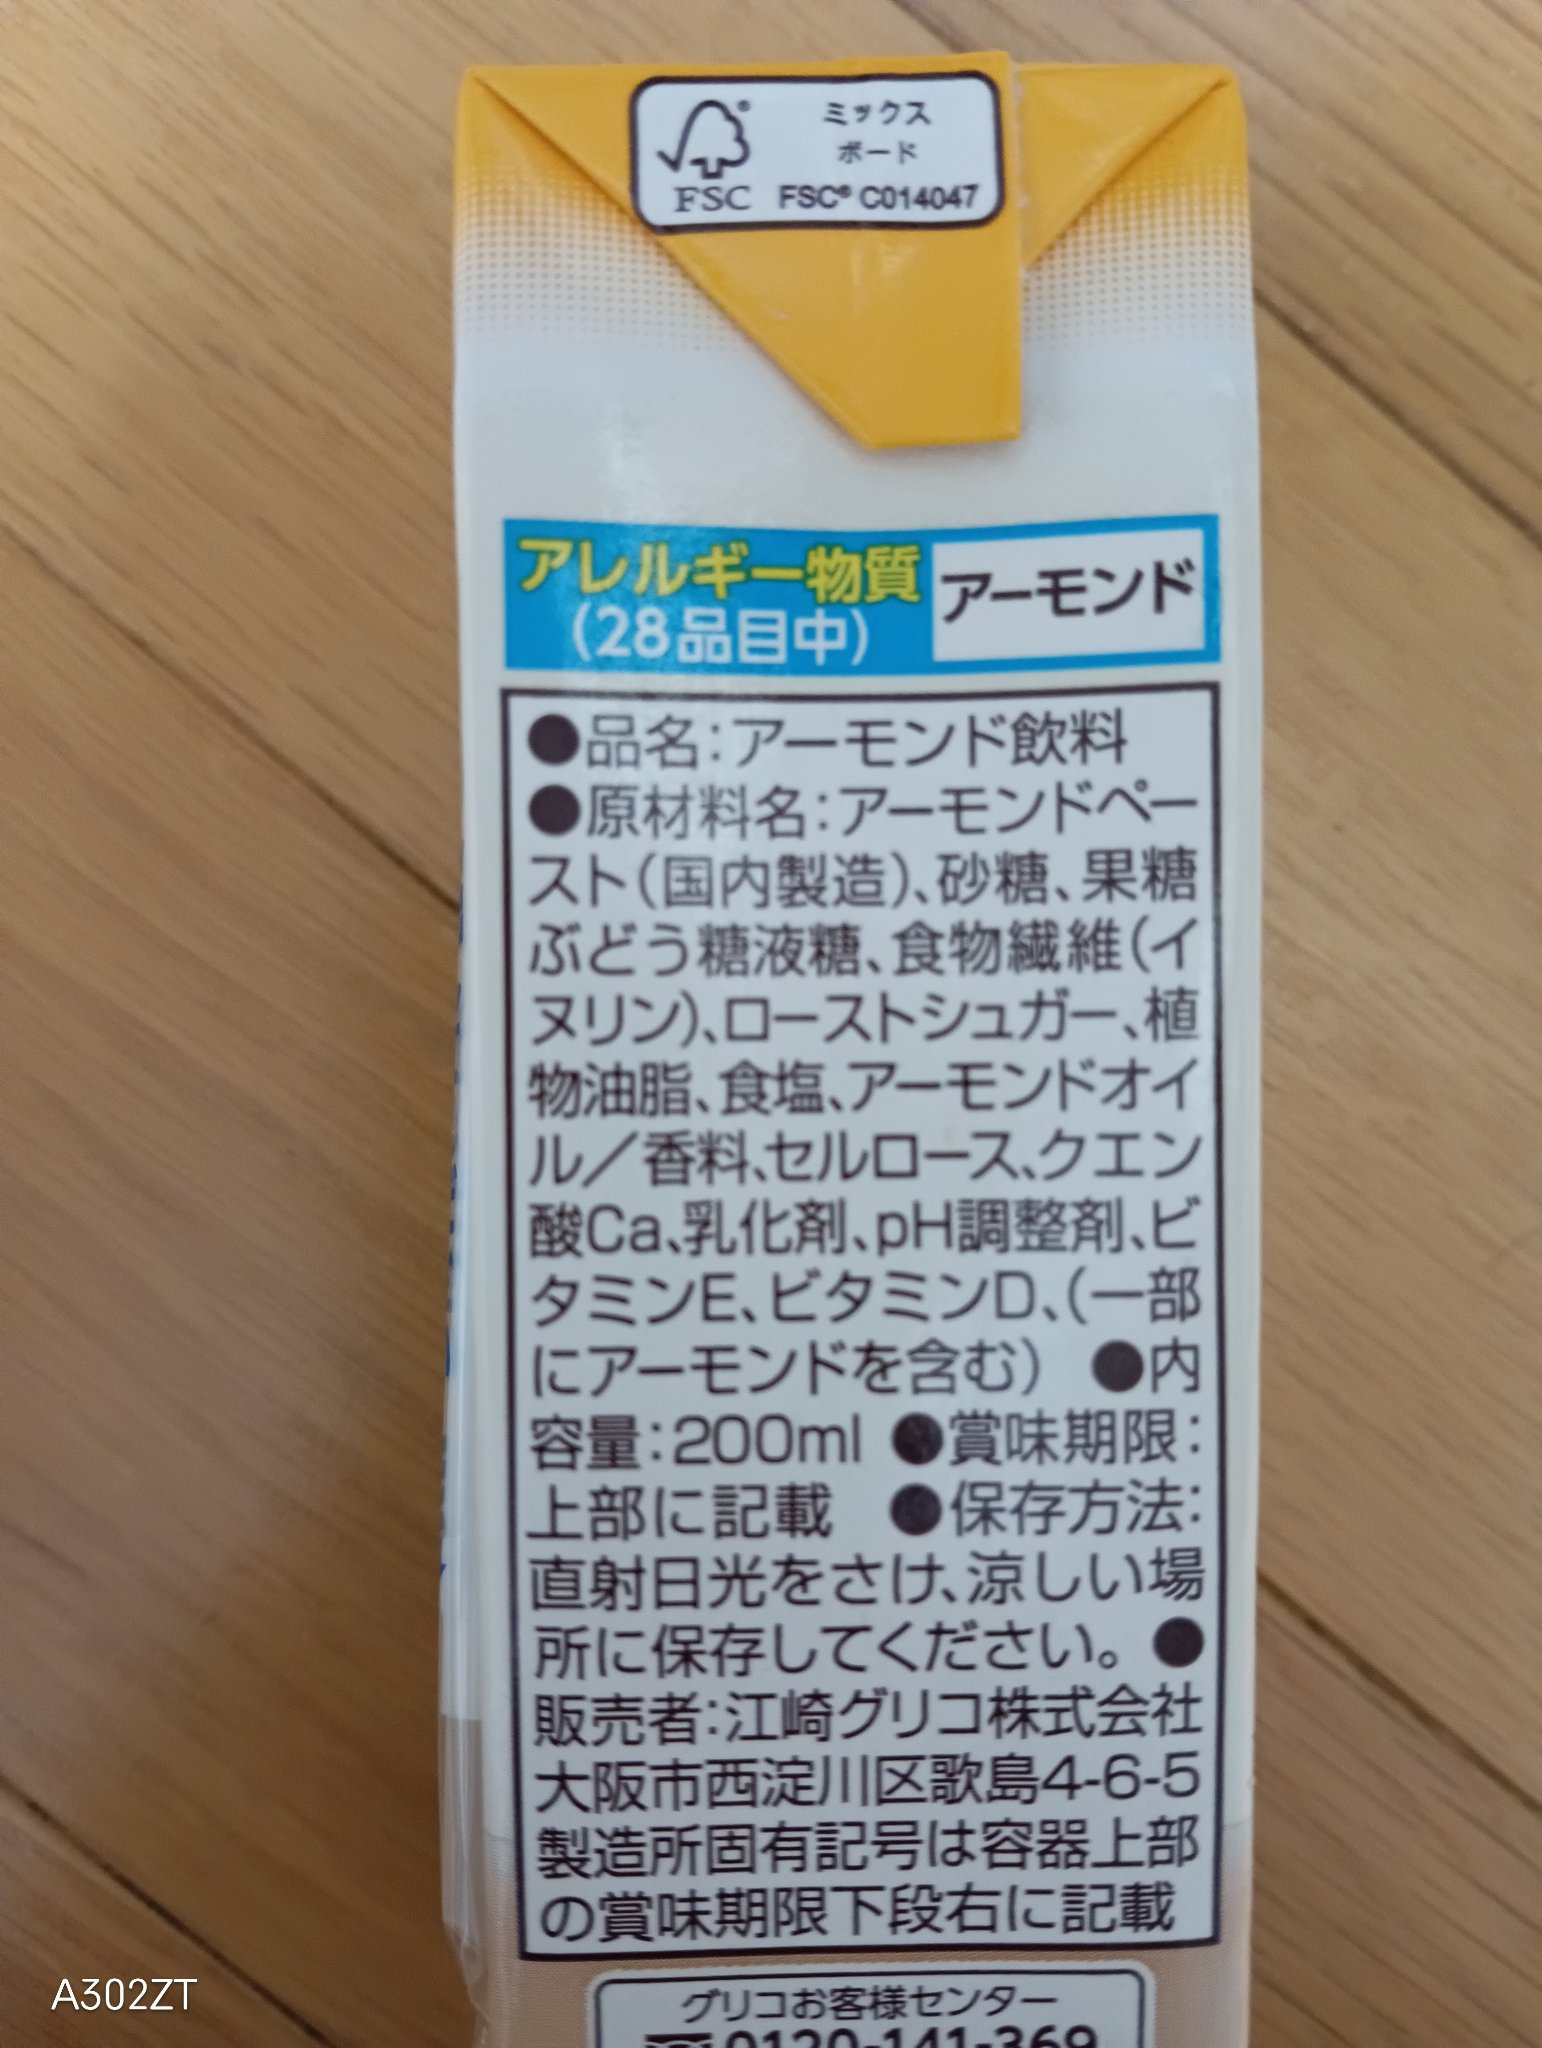 ミックス
ボード
FSC
FSC® C014047
アレルギー物質
(28品目中)
アーモンド
●品名:アーモンド飲料
●原材料名:アーモンドペー
スト(国内製造)、砂糖、果糖
ぶどう糖液糖、食物繊維(イ
ヌリン)、ローストシュガー、植
物油脂、食塩、アーモンドオイ
ル/香料、セルロース、クエン
酸Ca、乳化剤、pH調整剤、ビ
タミンE、ビタミンD、(一部
にアーモンドを含む) ●内
容量:200ml ●賞味期限:
上部に記載 ●保存方法:
直射日光をさけ、涼しい場
所に保存してください。●
販売者:江崎グリコ株式会社
大阪市西淀川区歌島4-6-5
製造所固有記号は容器上部
の賞味期限下段右に記載
グリコお客様センター
0120-141-369
A302ZT